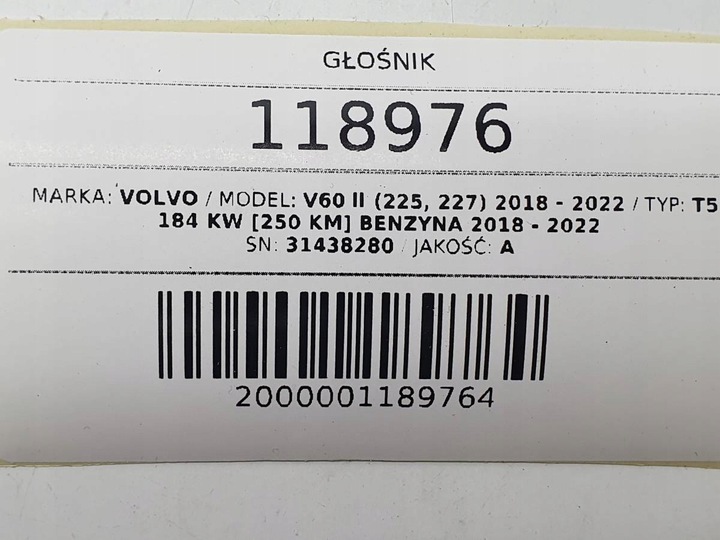 GŁOŚNIK
118976
MARKA: VOLVO / MODEL: V60 II (225, 227) 2018 - 2022 / TYP: T5
184 KW [250 KM] BENZYNA 2018 - 2022
SN: 31438280 / JAKOŚĆ: A
2000001189764